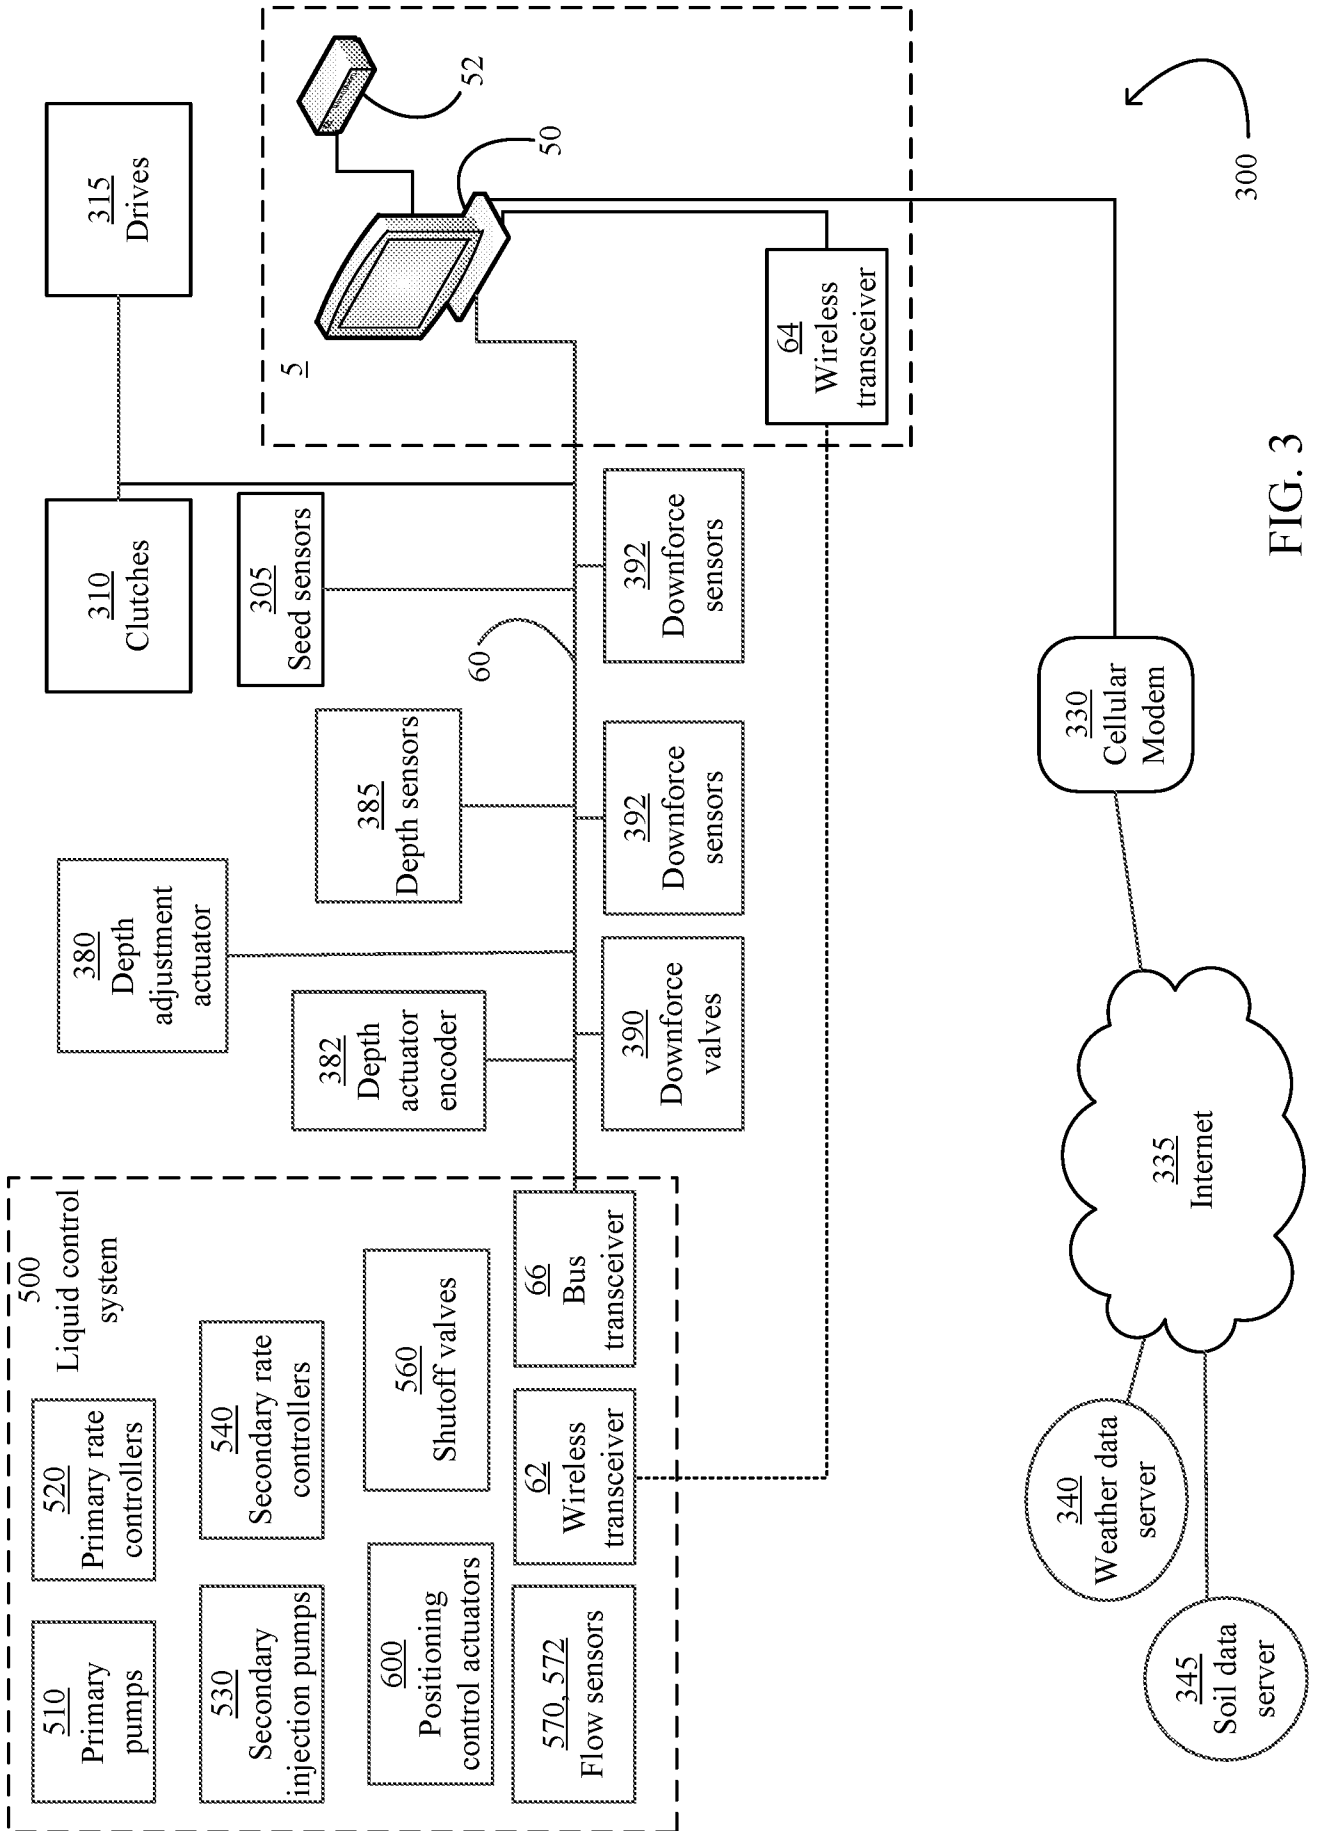 500
Liquid control
system
510
Primary
pumps
520
Primary rate
controllers
530
Secondary
injection pumps
540
Secondary rate
controllers
600
Positioning
control actuators
560
Shutoff valves
570, 572
Flow sensors
62
Wireless
transceiver
66
Bus
transceiver
380
Depth
adjustment
actuator
382
Depth
actuator
encoder
385
Depth sensors
310
Clutches
315
Drives
305
Seed sensors
60
390
Downforce
valves
392
Downforce
sensors
392
Downforce
sensors
5
52
50
64
Wireless
transceiver
345
Soil data
server
340
Weather data
server
335
Internet
330
Cellular
Modem
300
FIG. 3